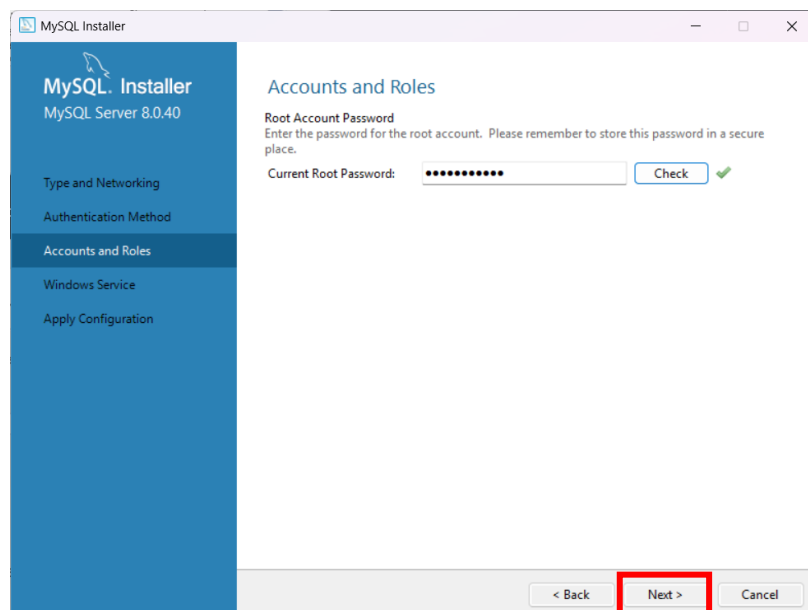 MySQL Installer
MySQL. Installer
MySQL Server 8.0.40
Type and Networking
Authentication Method
Accounts and Roles
Windows Service
Apply Configuration
Accounts and Roles
Root Account Password
Enter the password for the root account. Please remember to store this password in a secure
place.
Current Root Password: ●●●●●●●●●●● Check
< Back Next > Cancel